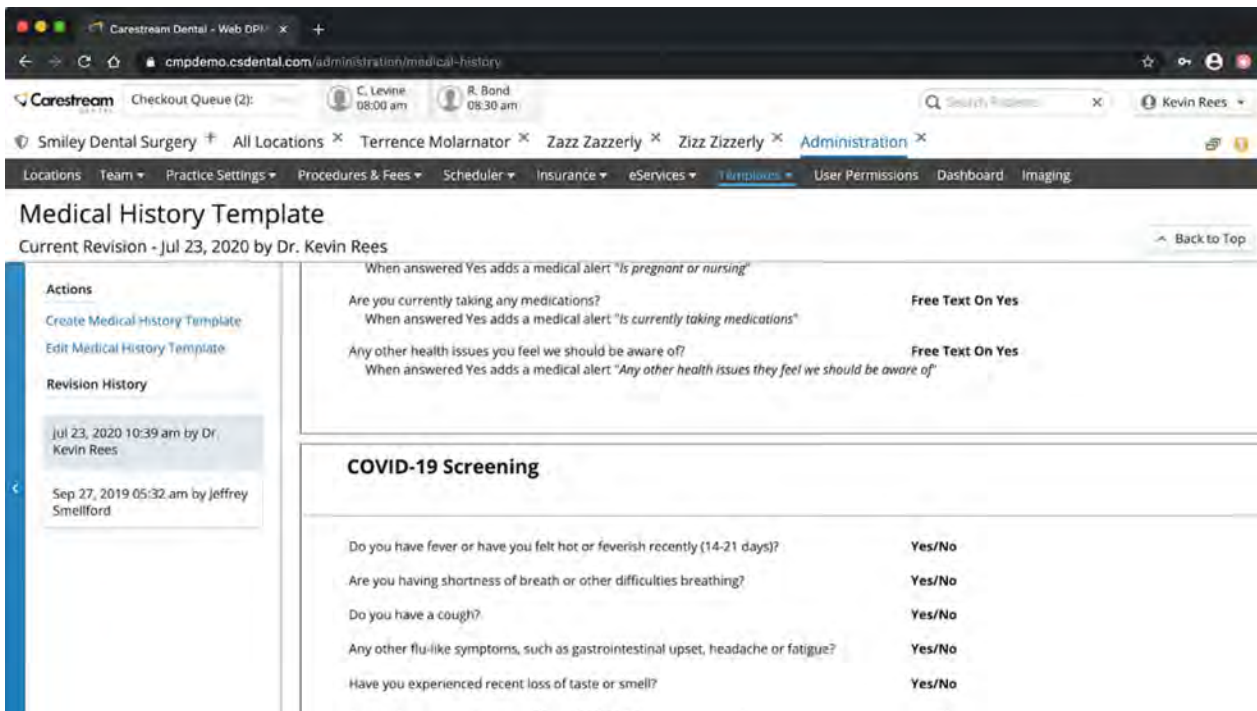 Carestream Dental - Web DPM
cmpdemo.csdental.com/administration/medical-history
Carestream
DENTAL
Checkout Queue (2):
C. Levine
08:00 am
R. Bond
08:30 am
Search Patients
Kevin Rees
Smiley Dental Surgery
All Locations
Terrence Molarnator
Zazz Zazzerly
Zizz Zizzerly
Administration
Locations Team Practice Settings Procedures & Fees Scheduler Insurance eServices Templates User Permissions Dashboard Imaging
Medical History Template
Current Revision - Jul 23, 2020 by Dr. Kevin Rees
Back to Top
Actions
Create Medical History Template
Edit Medical History Template
Revision History
Jul 23, 2020 10:39 am by Dr.
Kevin Rees
Sep 27, 2019 05:32 am by Jeffrey
Smellford
When answered Yes adds a medical alert "Is pregnant or nursing"
Are you currently taking any medications? Free Text On Yes
When answered Yes adds a medical alert "Is currently taking medications"
Any other health issues you feel we should be aware of? Free Text On Yes
When answered Yes adds a medical alert "Any other health issues they feel we should be aware of"
COVID-19 Screening
Do you have fever or have you felt hot or feverish recently (14-21 days)? Yes/No
Are you having shortness of breath or other difficulties breathing? Yes/No
Do you have a cough? Yes/No
Any other flu-like symptoms, such as gastrointestinal upset, headache or fatigue? Yes/No
Have you experienced recent loss of taste or smell? Yes/No